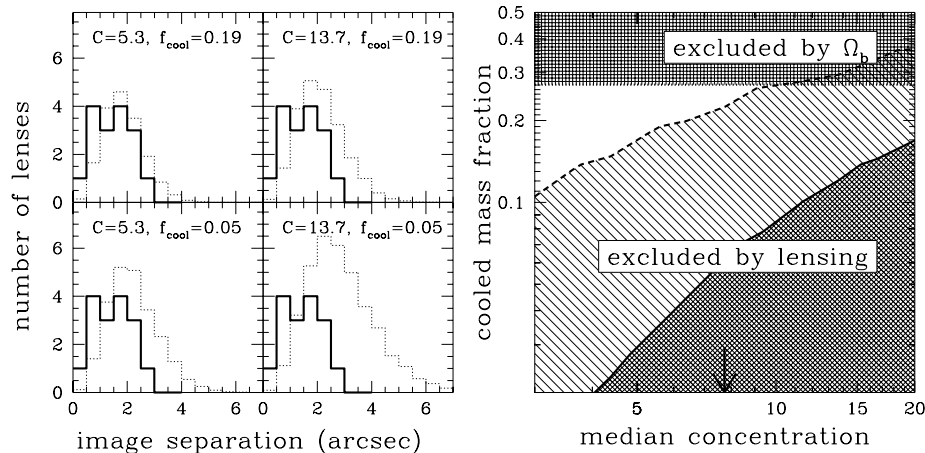 C=5.3, f_cool=0.19
C=13.7, f_cool=0.19
C=5.3, f_cool=0.05
C=13.7, f_cool=0.05
number of lenses
6
4
2
0
6
4
2
0
0 2 4 6 0 2 4 6
image separation (arcsec)
excluded by Ω_b
excluded by lensing
cooled mass fraction
0.5
0.4
0.3
0.2
0.1
5 10 15 20
median concentration